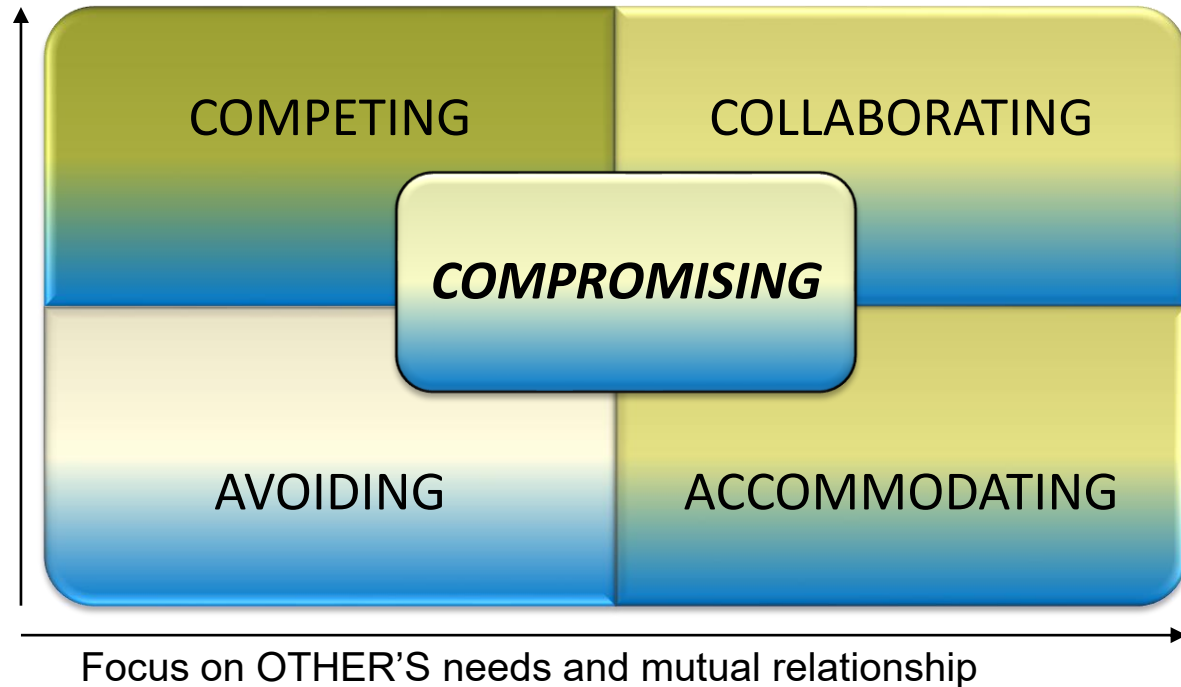 COMPETING
COLLABORATING
COMPROMISING
AVOIDING
ACCOMMODATING
Focus on OTHER’S needs and mutual relationship